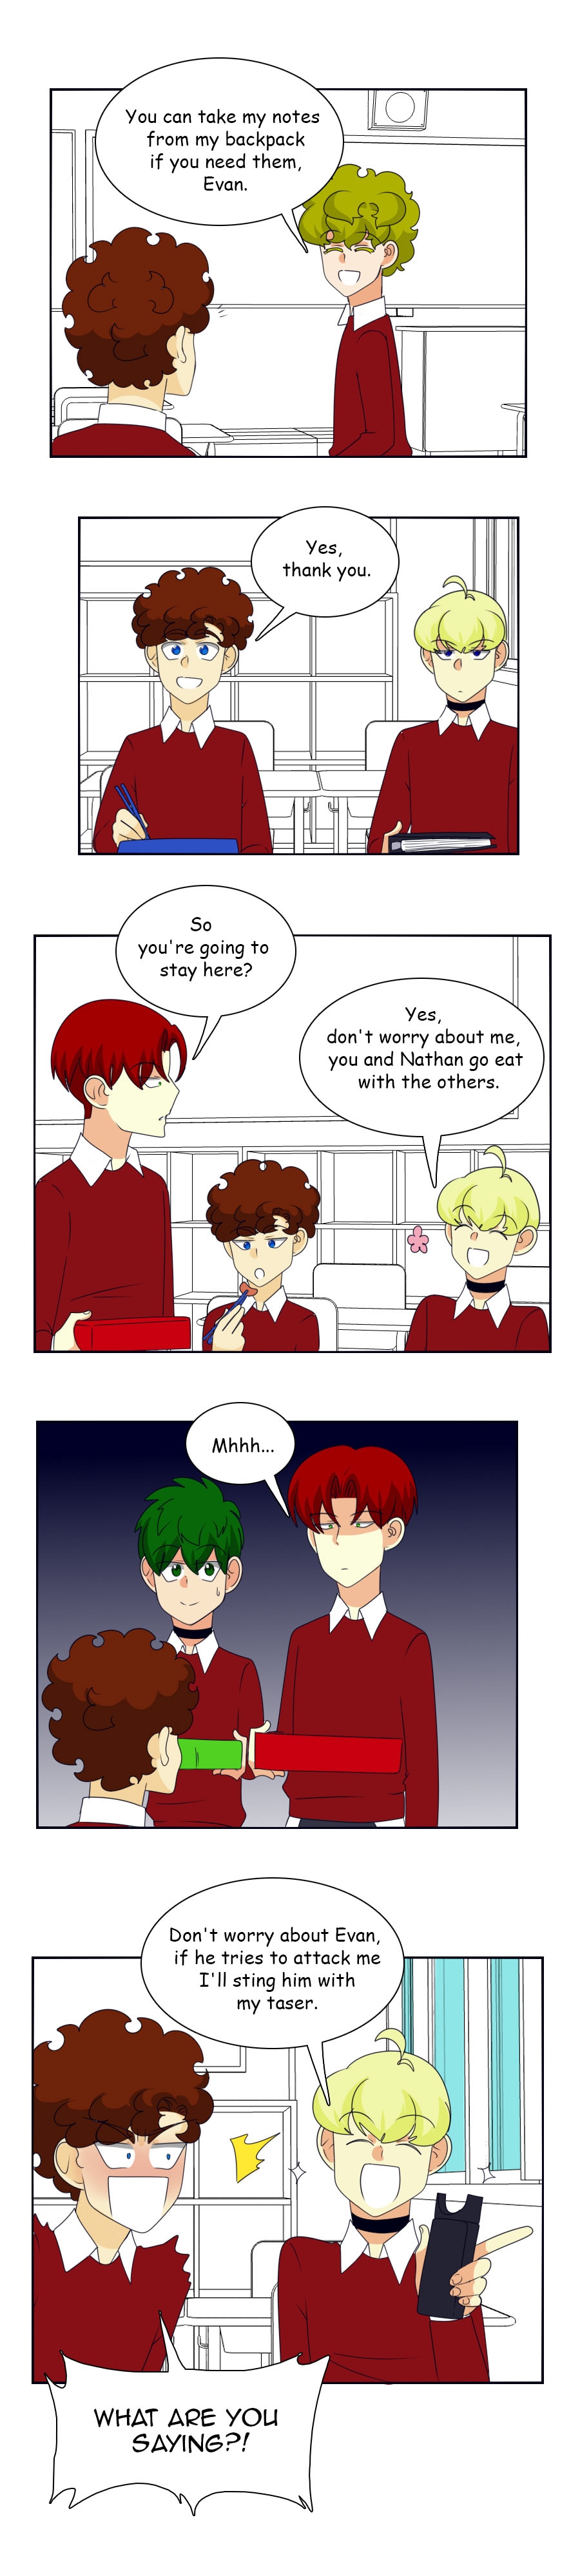 You can take my notes
from my backpack
if you need them,
Evan.
Yes,
thank you.
So
you're going to
stay here?
Yes,
don't worry about me,
you and Nathan go eat
with the others.
Mhhh...
Don't worry about Evan,
if he tries to attack me
I'll sting him with
my taser.
WHAT ARE YOU
SAYING?!